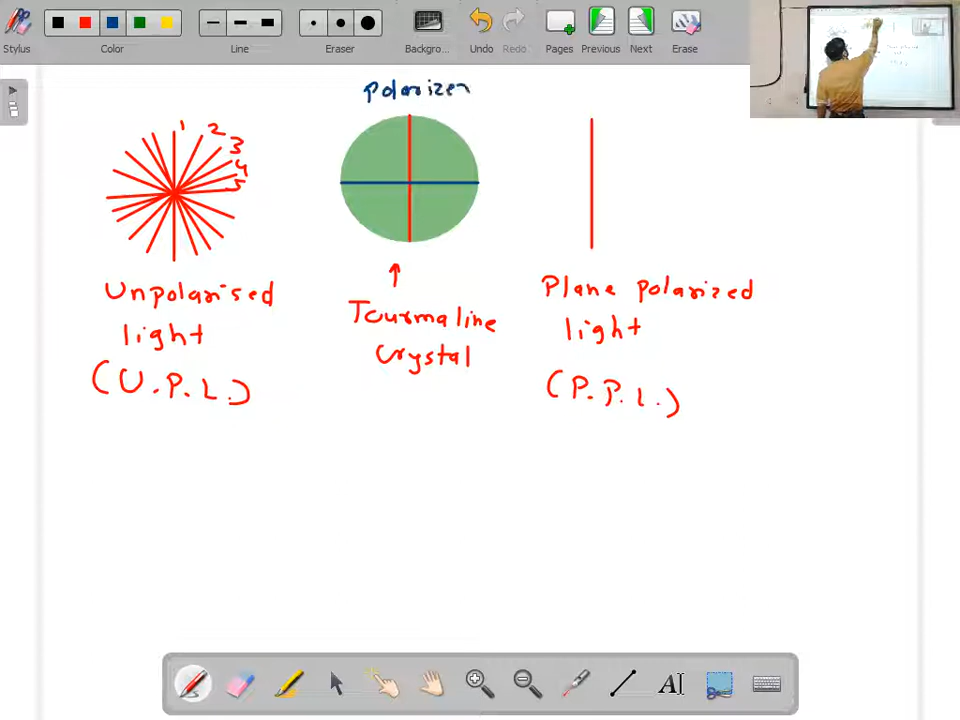 Stylus
Color
Line
Eraser
Backgro...
Undo
Redo
Pages
Previous
Next
Erase
Polarizer
1
2
3
4
5
Unpolarised
light
(U.P.L.)
Tourmaline
crystal
Plane polarized
light
(P.P.L.)
A